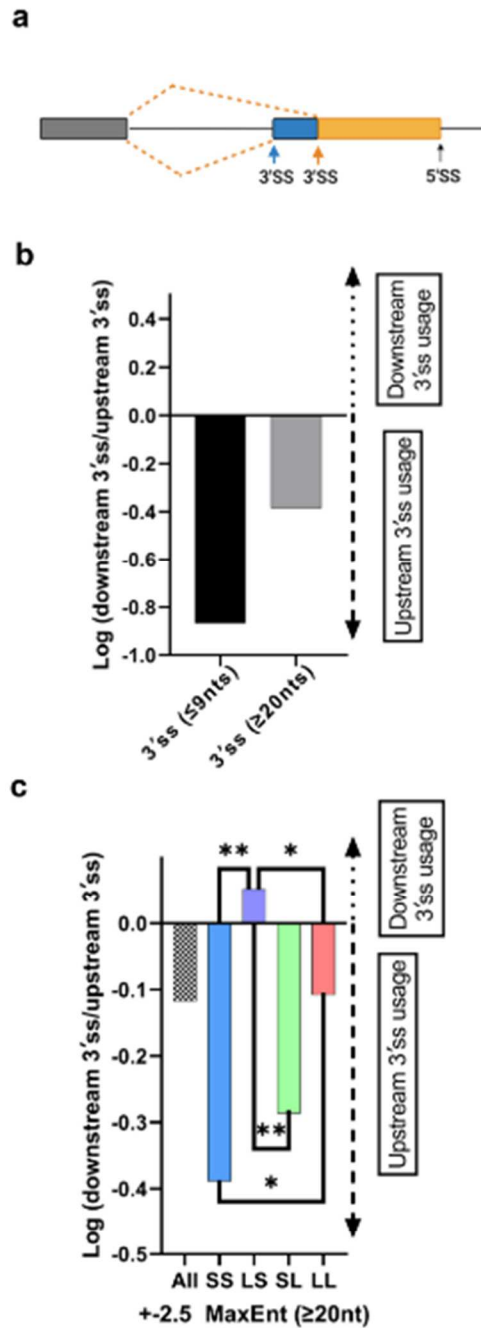 a
3'SS 3'SS 5'SS
b
Log (downstream 3′ss/upstream 3′ss)
0.4
0.2
0.0
-0.2
-0.4
-0.6
-0.8
-1.0
3′ss (≤9nts)
3′ss (≥20nts)
Downstream
3′ss usage
Upstream 3′ss usage
c
Log (downstream 3′ss/upstream 3′ss)
0.0
-0.1
-0.2
-0.3
-0.4
-0.5
** *
**
*
All SS LS SL LL
+-2.5 MaxEnt (≥20nt)
Downstream
3′ss usage
Upstream 3′ss usage